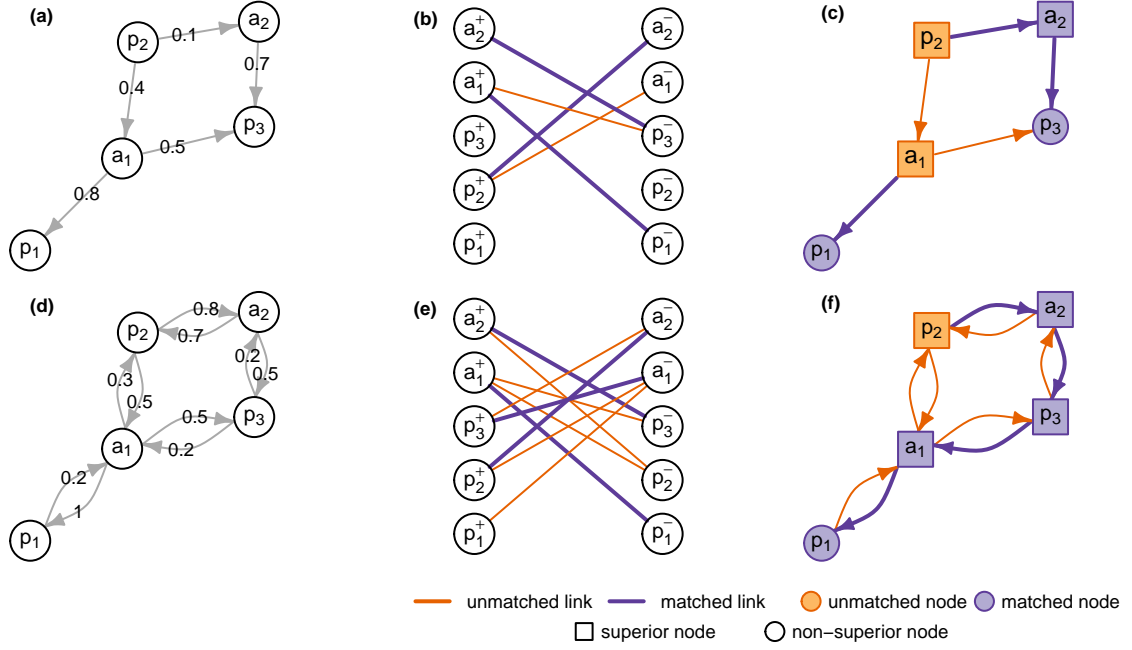 (a)
p2
0.1
a2
0.4
0.7
a1
0.5
p3
0.8
p1
(b)
a2+
a2−
a1+
a1−
p3+
p3−
p2+
p2−
p1+
p1−
(c)
p2
a2
a1
p3
p1
(d)
p2
0.8
a2
0.7
0.3
0.5
0.2
0.5
a1
0.5
p3
0.2
0.2
1
p1
(e)
a2+
a2−
a1+
a1−
p3+
p3−
p2+
p2−
p1+
p1−
(f)
p2
a2
a1
p3
p1
unmatched link matched link unmatched node matched node
superior node non−superior node